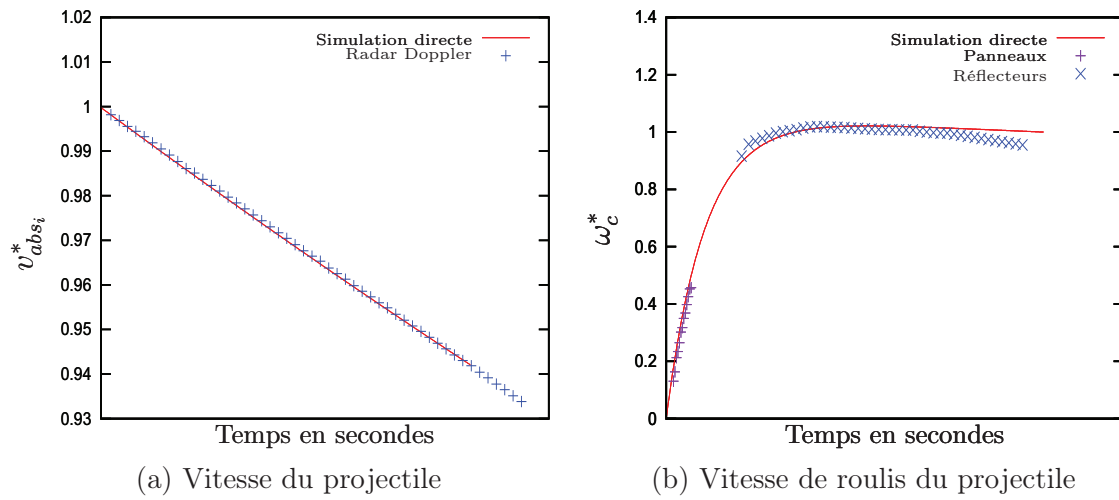 1.02
1.01
1
0.99
0.98
0.97
0.96
0.95
0.94
0.93
v*absi
Simulation directe
Radar Doppler
Temps en secondes
(a) Vitesse du projectile
1.4
1.2
1
0.8
0.6
0.4
0.2
0
ω*c
Simulation directe
Panneaux
Réflecteurs
Temps en secondes
(b) Vitesse de roulis du projectile